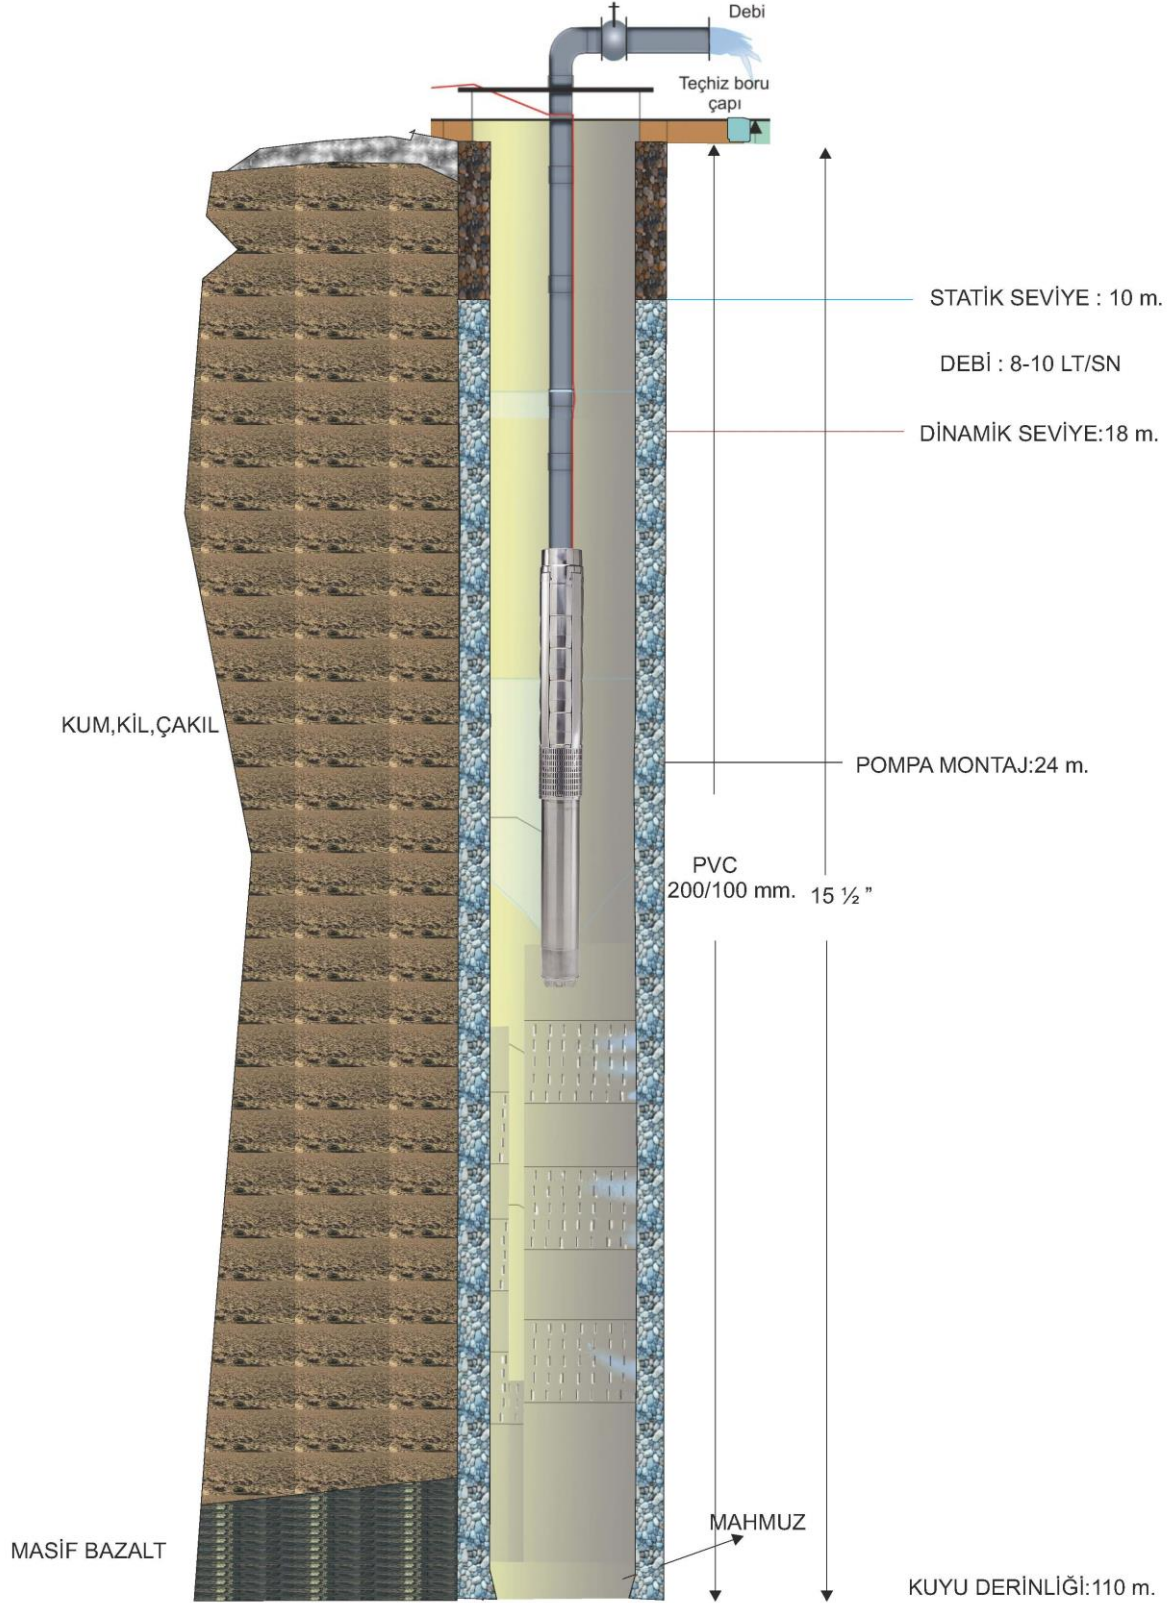 Debi
Teçhiz boru
çapı
STATİK SEVİYE : 10 m.
DEBİ : 8-10 LT/SN
DİNAMİK SEVİYE:18 m.
KUM,KİL,ÇAKIL
POMPA MONTAJ:24 m.
PVC
200/100 mm.
15 ½ ”
MAHMUZ
MASİF BAZALT
KUYU DERİNLİĞİ:110 m.